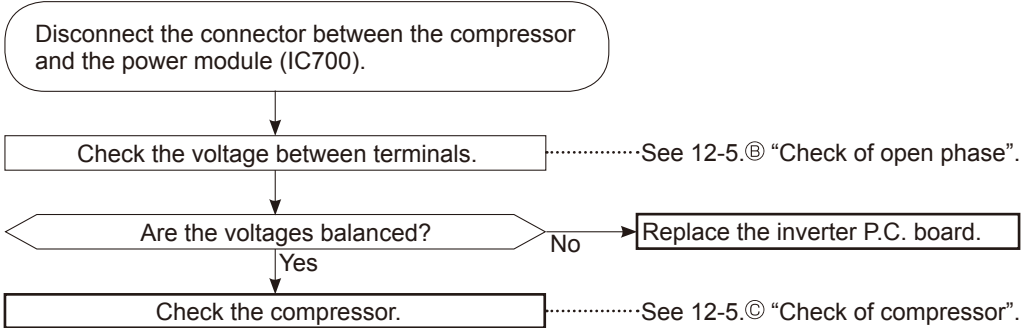 Disconnect the connector between the compressor
and the power module (IC700).
Check the voltage between terminals.
See 12-5.Ⓑ “Check of open phase”.
Are the voltages balanced?
No
Replace the inverter P.C. board.
Yes
Check the compressor.
See 12-5.Ⓒ “Check of compressor”.